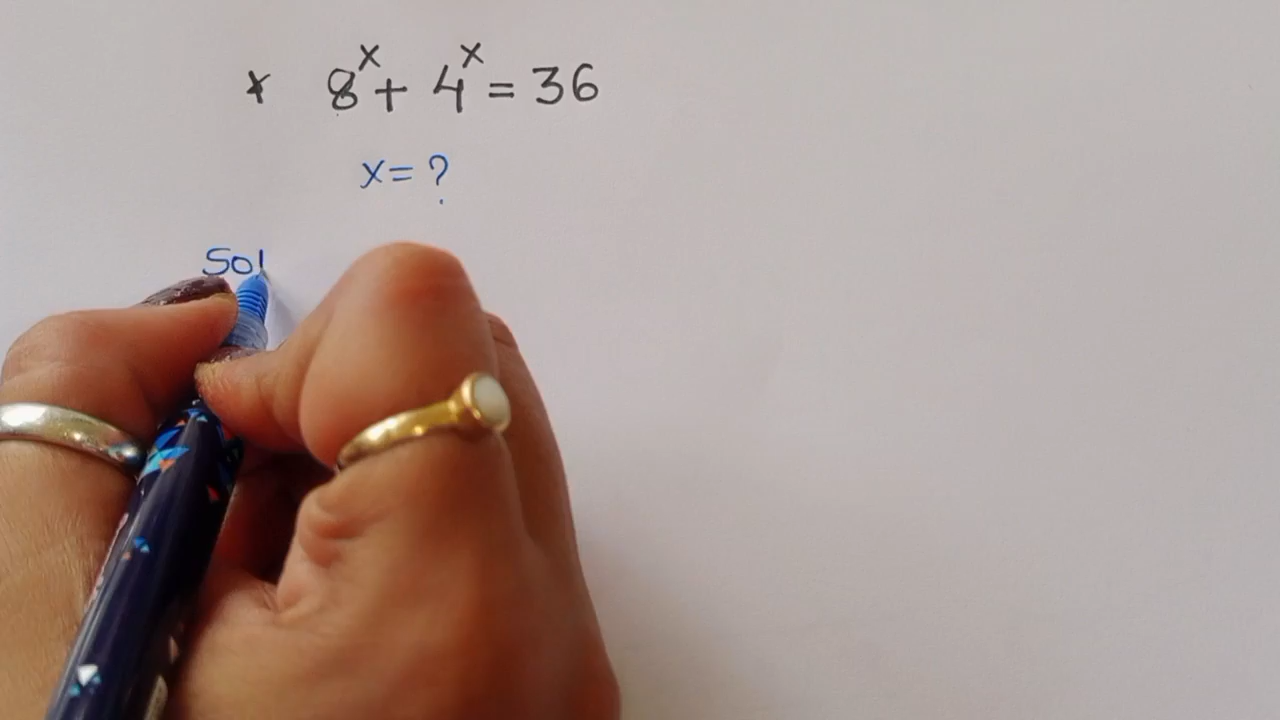 * 8^x + 4^x = 36
x = ?
Sol